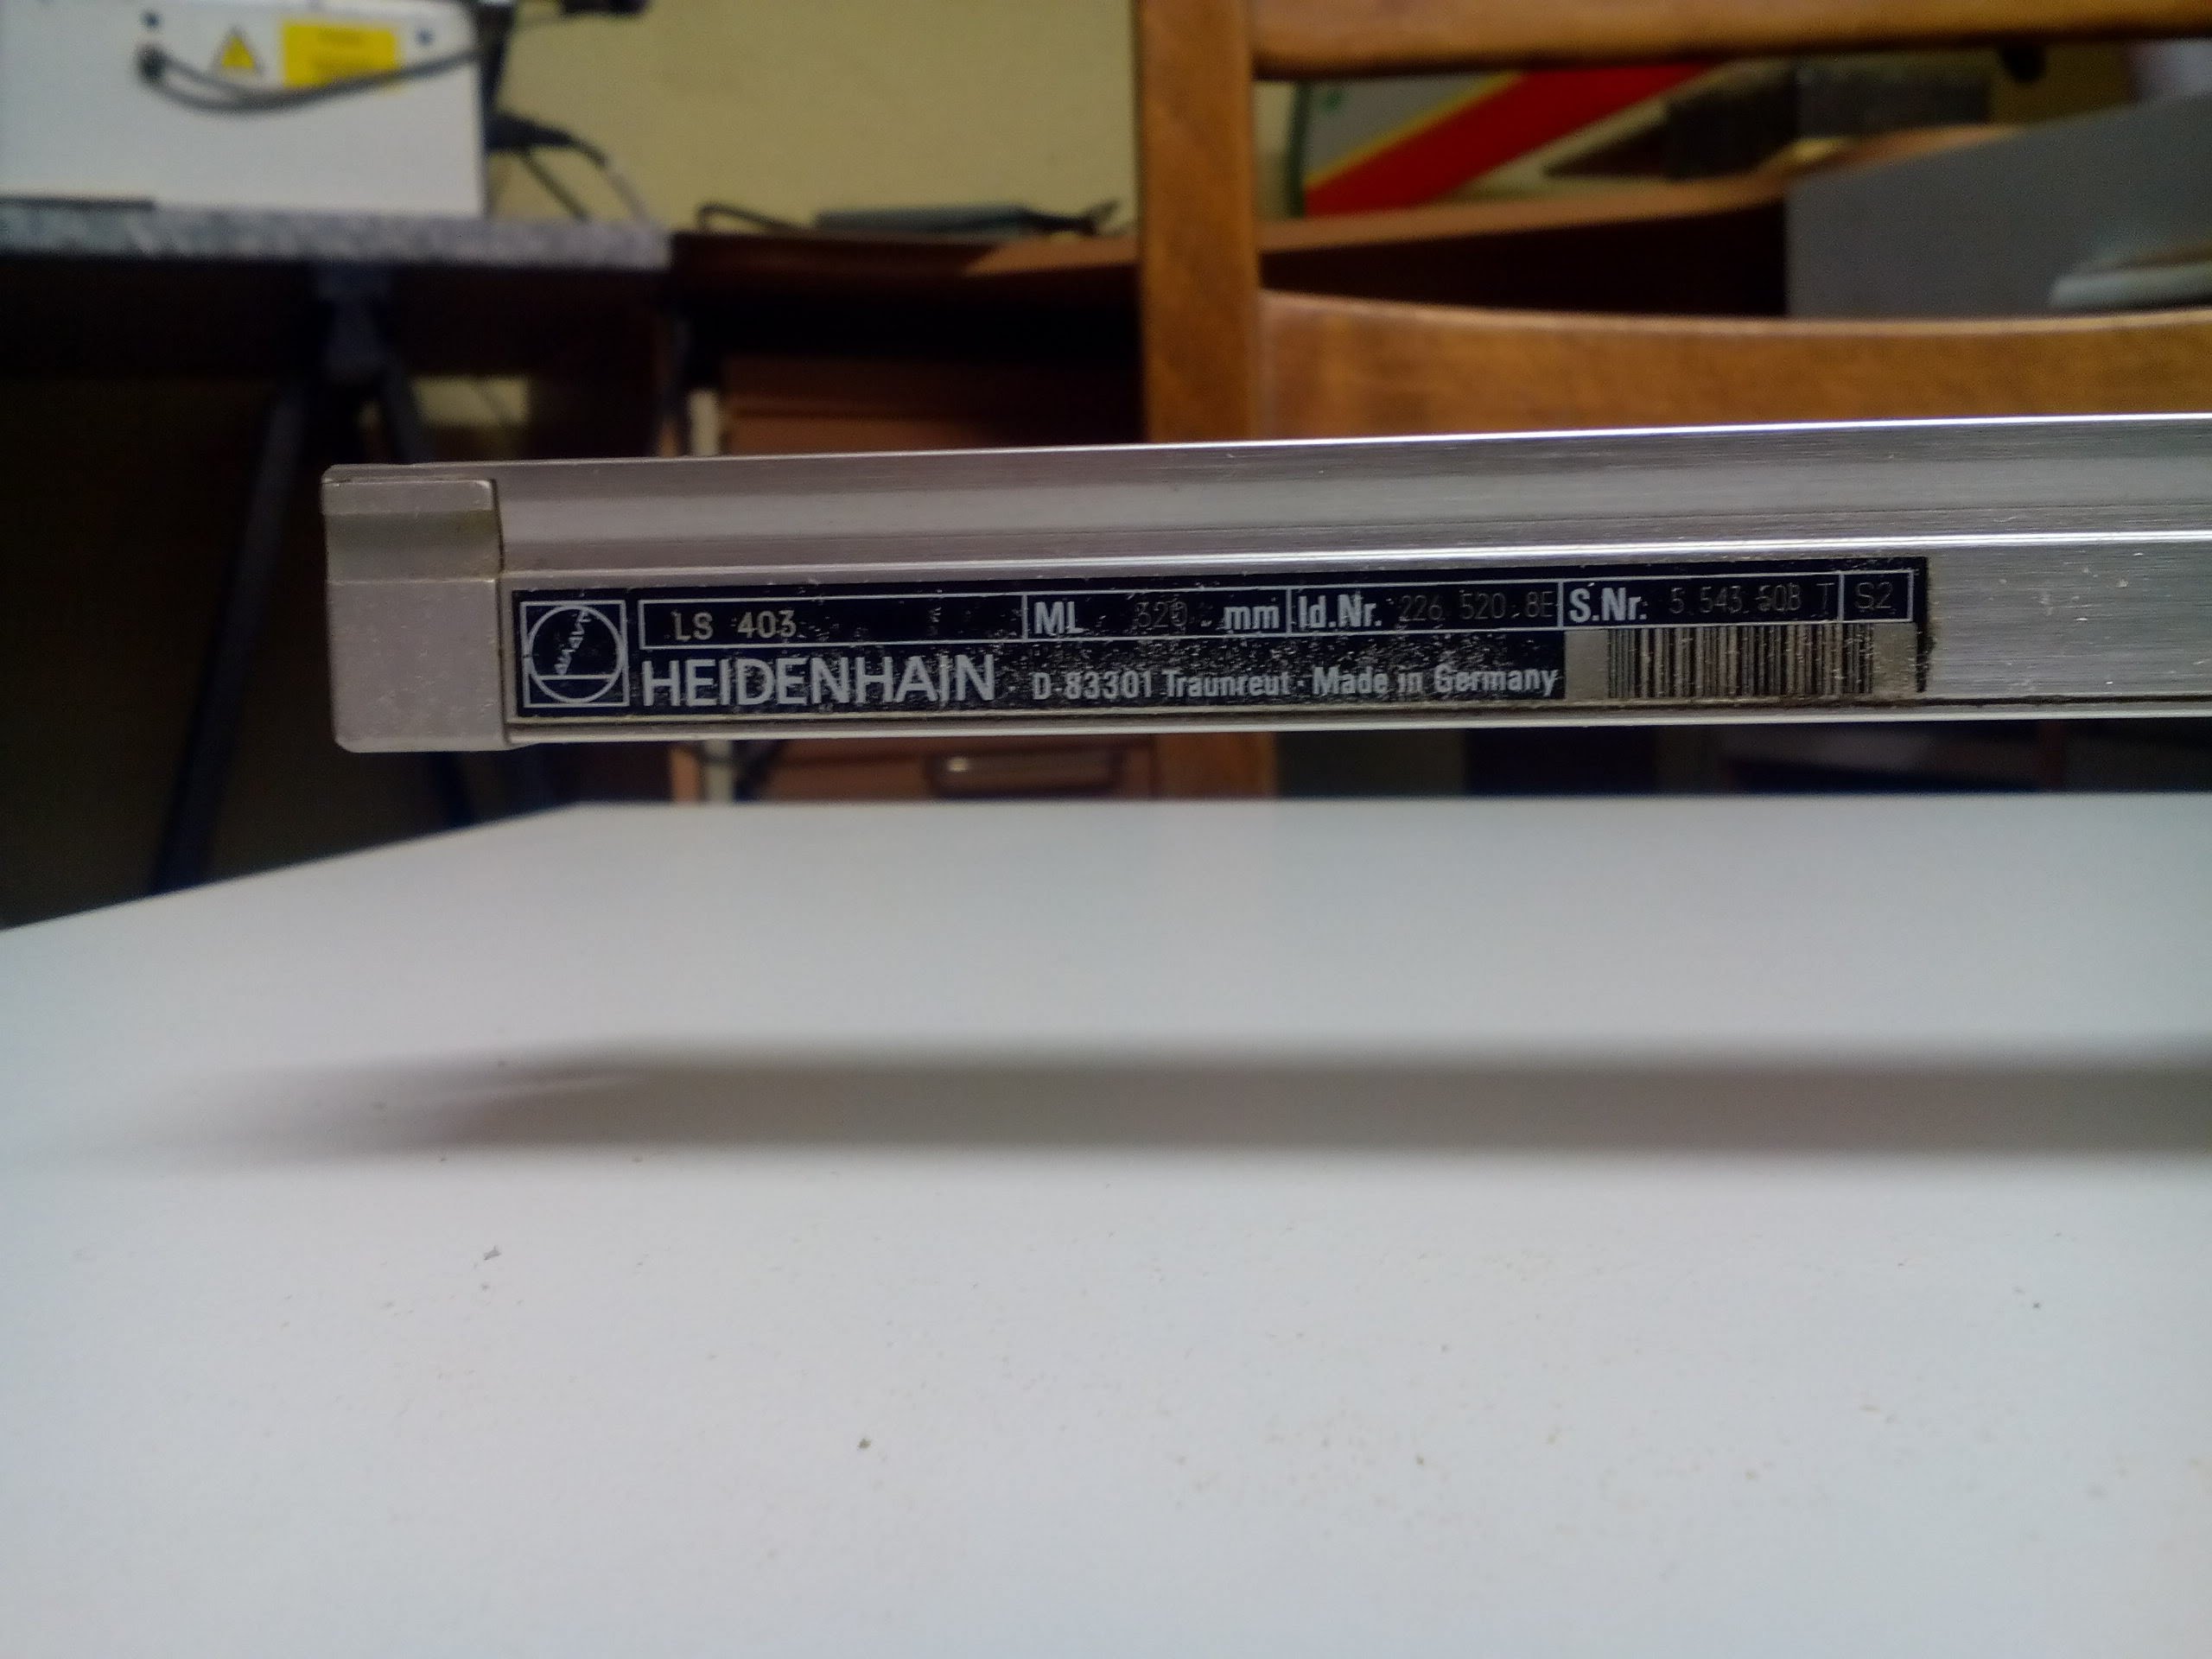 LS 403 ML 320 mm Id.Nr. 226 520.8E S.Nr. 5 543 508 T S2
HEIDENHAIN · D-83301 Traunreut · Made in Germany